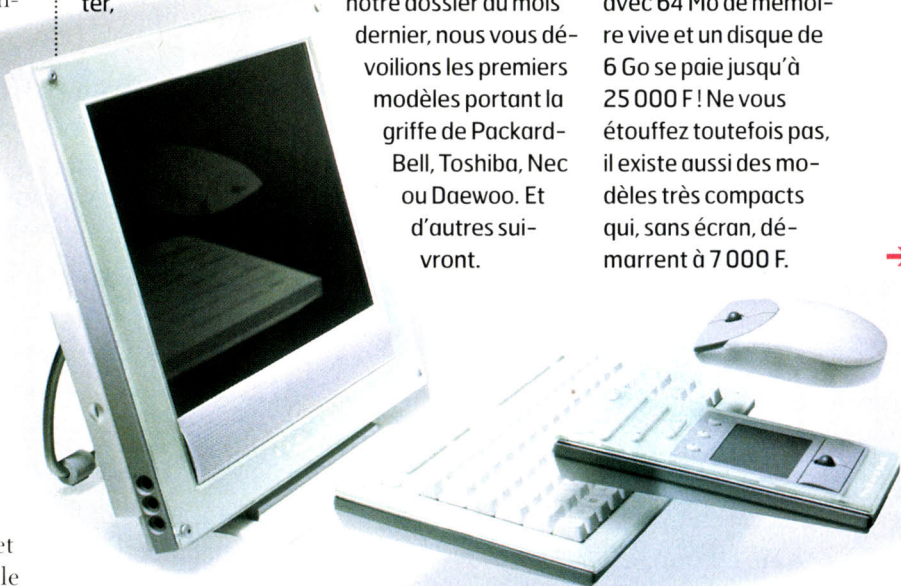 ter,
notre dossier du mois
dernier, nous vous dé-
voilions les premiers
modèles portant la
griffe de Packard-
Bell, Toshiba, Nec
ou Daewoo. Et
d'autres sui-
vront.
avec 64 Mo de mémoi-
re vive et un disque de
6 Go se paie jusqu'à
25 000 F ! Ne vous
étouffez toutefois pas,
il existe aussi des mo-
dèles très compacts
qui, sans écran, dé-
marrent à 7 000 F.
et
le